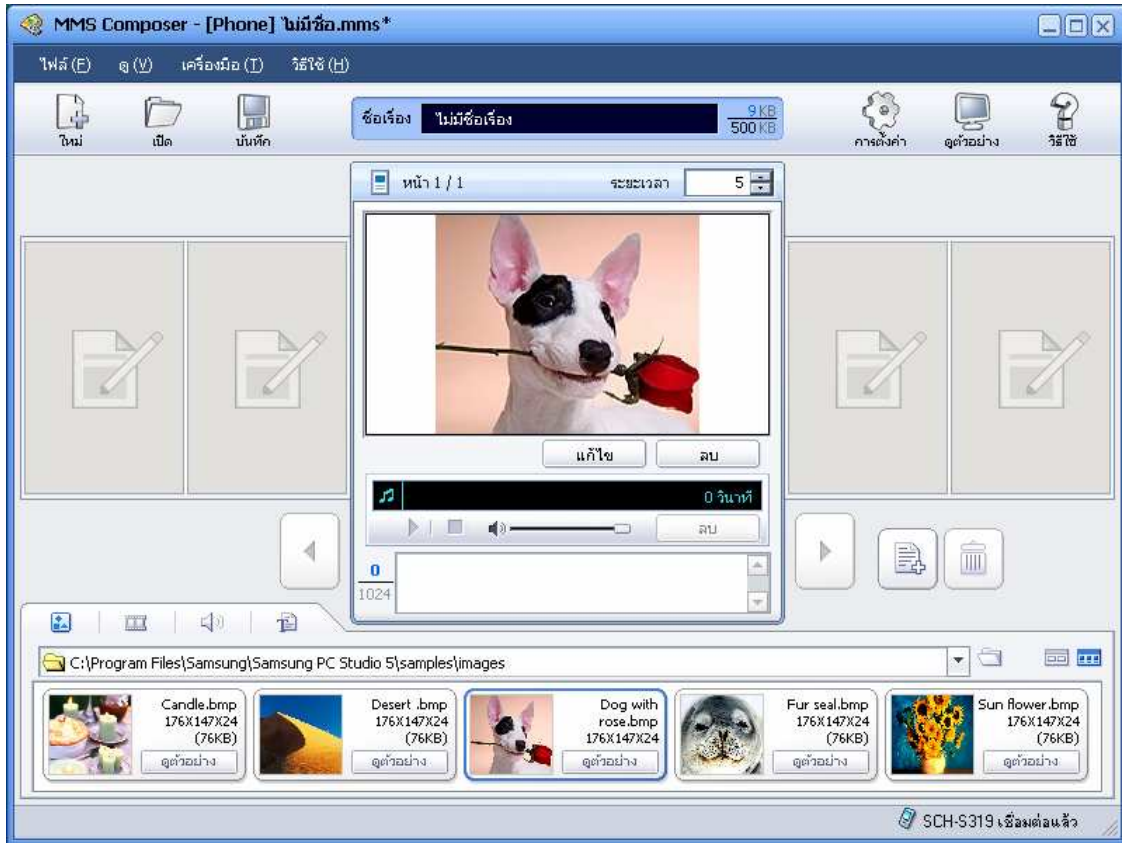 MMS Composer - [Phone] ไม่มีชื่อ.mms*
ไฟล์ (F) ดู (V) เครื่องมือ (T) วิธีใช้ (H)
ใหม่ เปิด บันทึก
ชื่อเรื่อง ไม่มีชื่อเรื่อง
9 KB
500 KB
การตั้งค่า ดูตัวอย่าง วิธีใช้
หน้า 1 / 1 ระยะเวลา 5
แก้ไข ลบ
0 วินาที
ลบ
0
1024
C:\Program Files\Samsung\Samsung PC Studio 5\samples\images
Candle.bmp
176X147X24
(76KB)
ดูตัวอย่าง
Desert .bmp
176X147X24
(76KB)
ดูตัวอย่าง
Dog with
rose.bmp
176X147X24
ดูตัวอย่าง
Fur seal.bmp
176X147X24
(76KB)
ดูตัวอย่าง
Sun flower.bmp
176X147X24
(76KB)
ดูตัวอย่าง
SCH-S319 เชื่อมต่อแล้ว